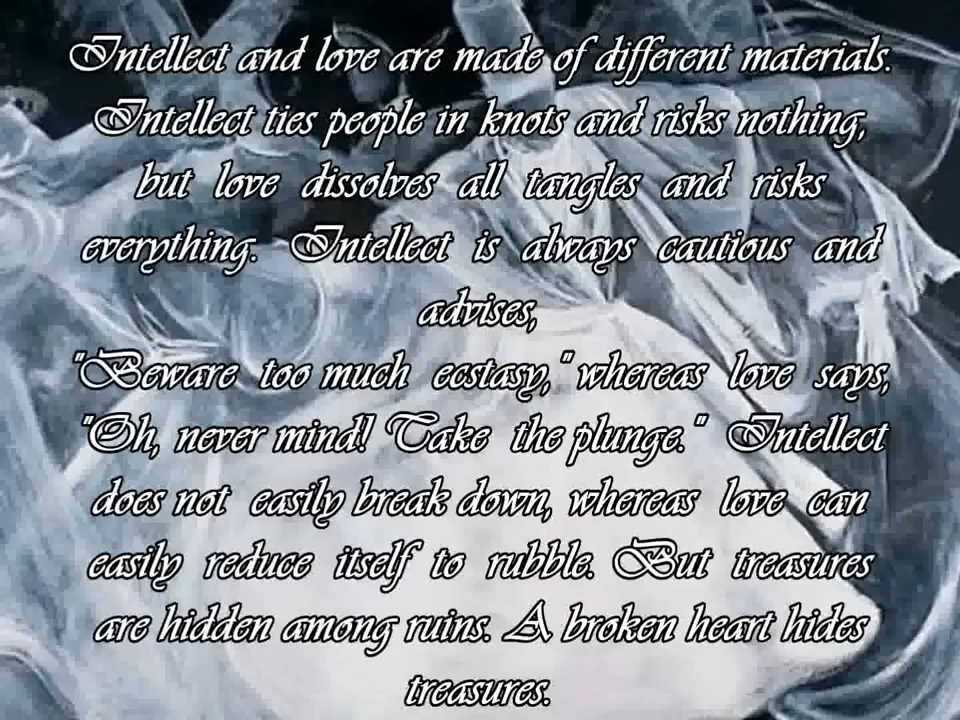 Intellect and love are made of different materials.
Intellect ties people in knots and risks nothing,
but love dissolves all tangles and risks
everything. Intellect is always cautious and
advises,
"Beware too much ecstasy," whereas love says,
"Oh, never mind! Take the plunge." Intellect
does not easily break down, whereas love can
easily reduce itself to rubble. But treasures
are hidden among ruins. A broken heart hides
treasures.